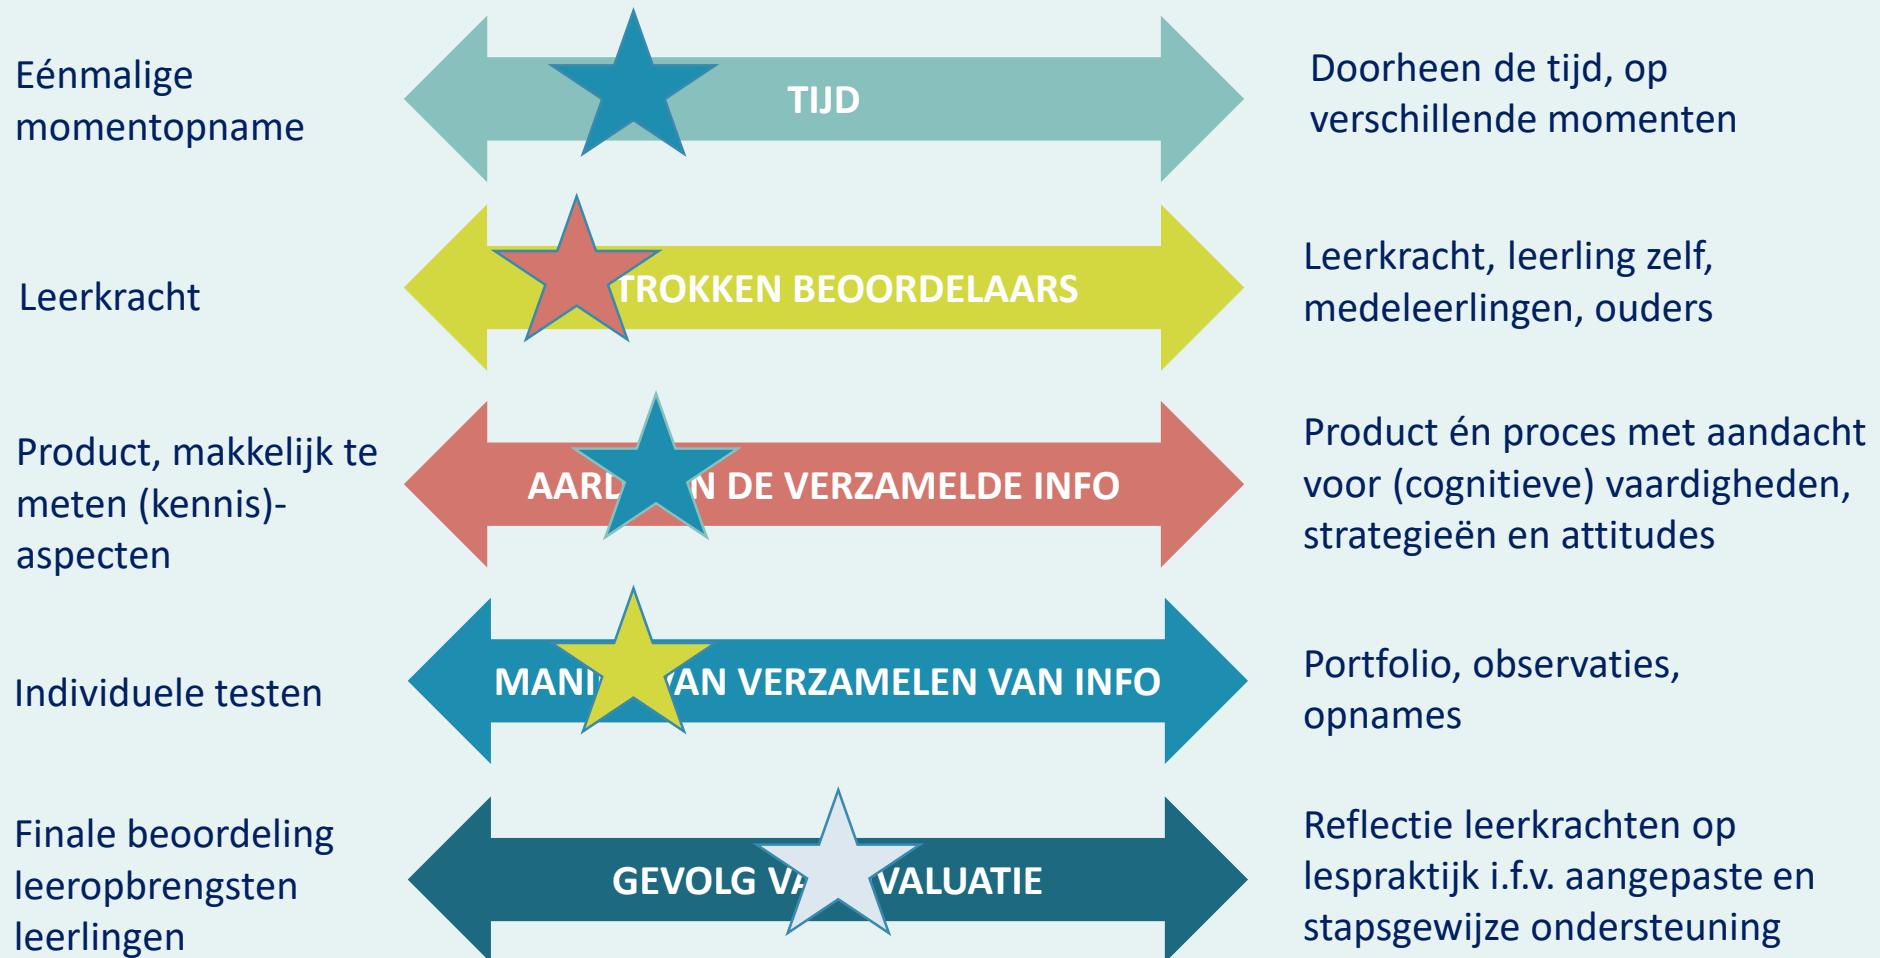 Eénmalige
momentopname
TIJD
Doorheen de tijd, op
verschillende momenten
Leerkracht
TROKKEN BEOORDELAARS
Leerkracht, leerling zelf,
medeleerlingen, ouders
Product, makkelijk te
meten (kennis)-
aspecten
AARD N DE VERZAMELDE INFO
Product én proces met aandacht
voor (cognitieve) vaardigheden,
strategieën en attitudes
Individuele testen
MANI VAN VERZAMELEN VAN INFO
Portfolio, observaties,
opnames
Finale beoordeling
leeropbrengsten
leerlingen
GEVOLG VA VALUATIE
Reflectie leerkrachten op
lespraktijk i.f.v. aangepaste en
stapsgewijze ondersteuning